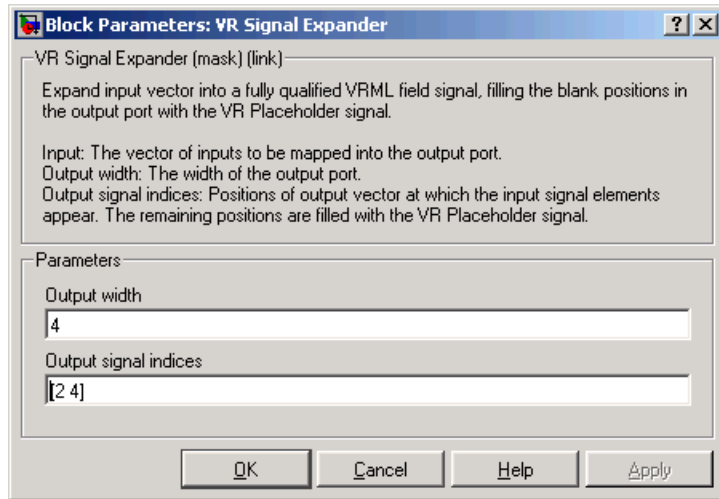 Block Parameters: VR Signal Expander
VR Signal Expander (mask) (link)
Expand input vector into a fully qualified VRML field signal, filling the blank positions in
the output port with the VR Placeholder signal.
Input: The vector of inputs to be mapped into the output port.
Output width: The width of the output port.
Output signal indices: Positions of output vector at which the input signal elements
appear. The remaining positions are filled with the VR Placeholder signal.
Parameters
Output width
4
Output signal indices
[2 4]
OK Cancel Help Apply